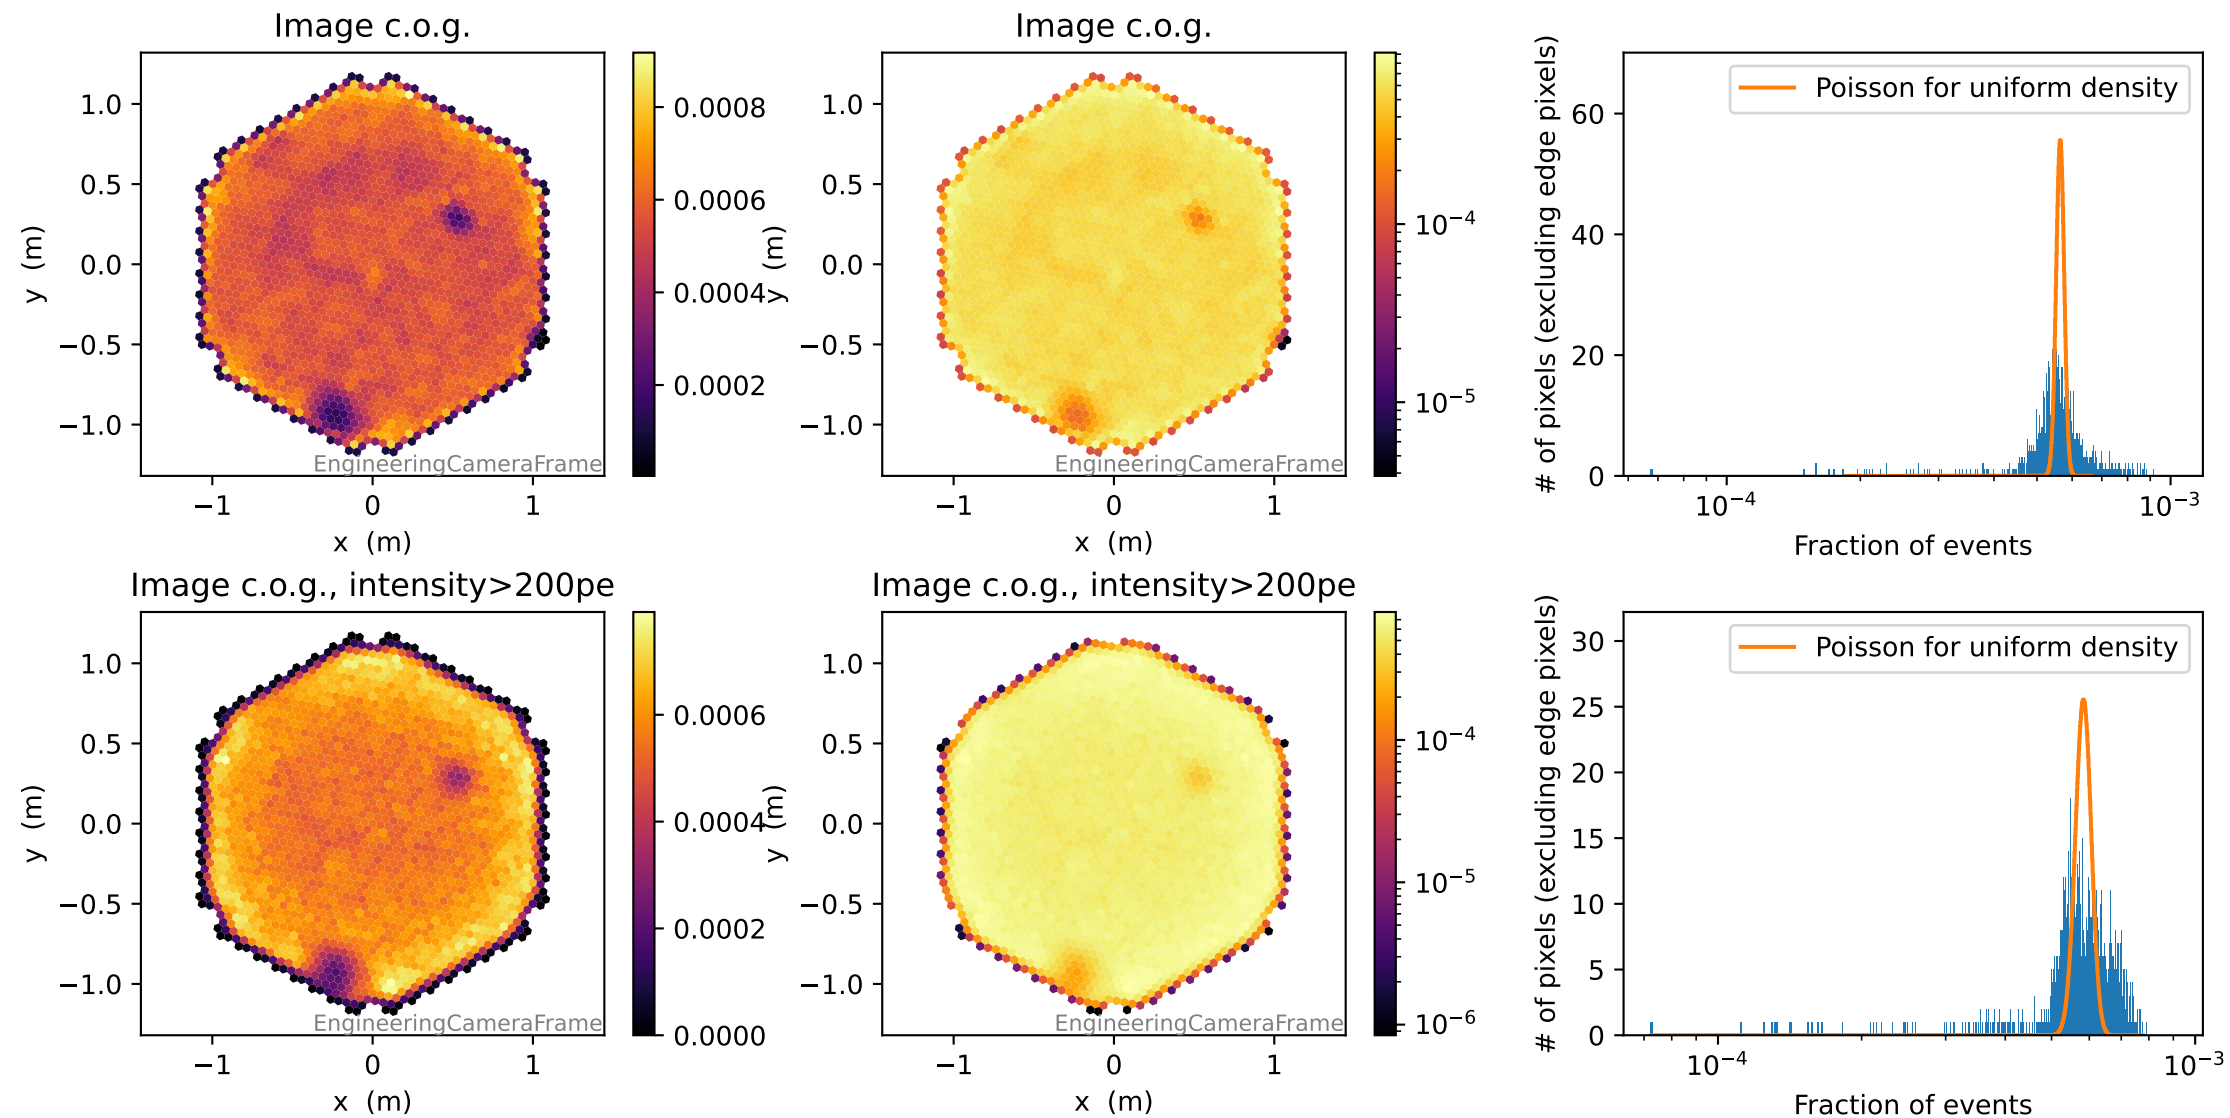 Image c.o.g.
1.0
0.5
0.0
−0.5
−1.0
y (m)
−1
0
1
x (m)
EngineeringCameraFrame
0.0008
0.0006
0.0004
0.0002
Image c.o.g.
1.0
0.5
0.0
−0.5
−1.0
y (m)
−1
0
1
x (m)
EngineeringCameraFrame
10⁻⁴
10⁻⁵
# of pixels (excluding edge pixels)
60
40
20
0
Poisson for uniform density
10⁻⁴
10⁻³
Fraction of events
Image c.o.g., intensity>200pe
1.0
0.5
0.0
−0.5
−1.0
y (m)
−1
0
1
x (m)
EngineeringCameraFrame
0.0006
0.0004
0.0002
0.0000
Image c.o.g., intensity>200pe
1.0
0.5
0.0
−0.5
−1.0
y (m)
−1
0
1
x (m)
EngineeringCameraFrame
10⁻⁴
10⁻⁵
10⁻⁶
# of pixels (excluding edge pixels)
30
25
20
15
10
5
0
Poisson for uniform density
10⁻⁴
10⁻³
Fraction of events